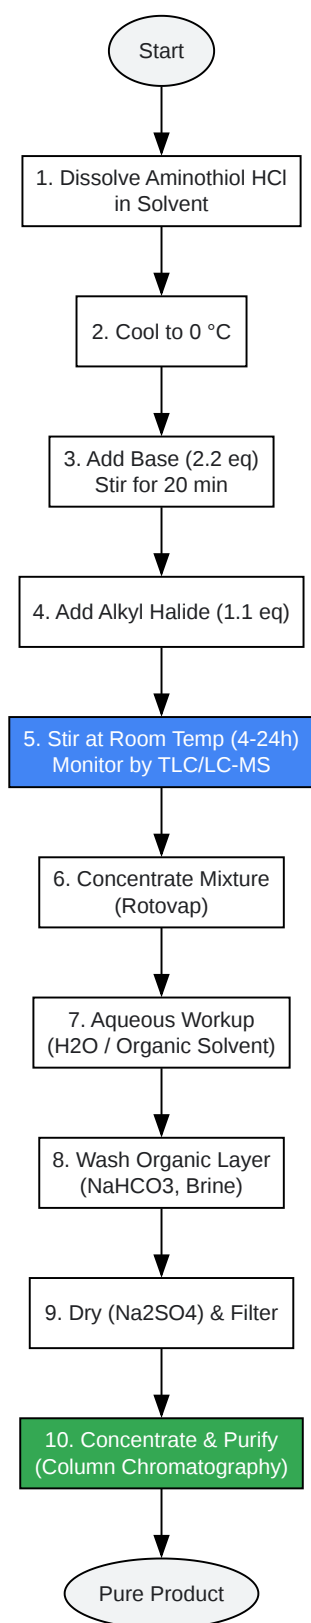 Start
1. Dissolve Aminothiol HCl
in Solvent
2. Cool to 0 °C
3. Add Base (2.2 eq)
Stir for 20 min
4. Add Alkyl Halide (1.1 eq)
5. Stir at Room Temp (4-24h)
Monitor by TLC/LC-MS
6. Concentrate Mixture
(Rotovap)
7. Aqueous Workup
(H2O / Organic Solvent)
8. Wash Organic Layer
(NaHCO3, Brine)
9. Dry (Na2SO4) & Filter
10. Concentrate & Purify
(Column Chromatography)
Pure Product